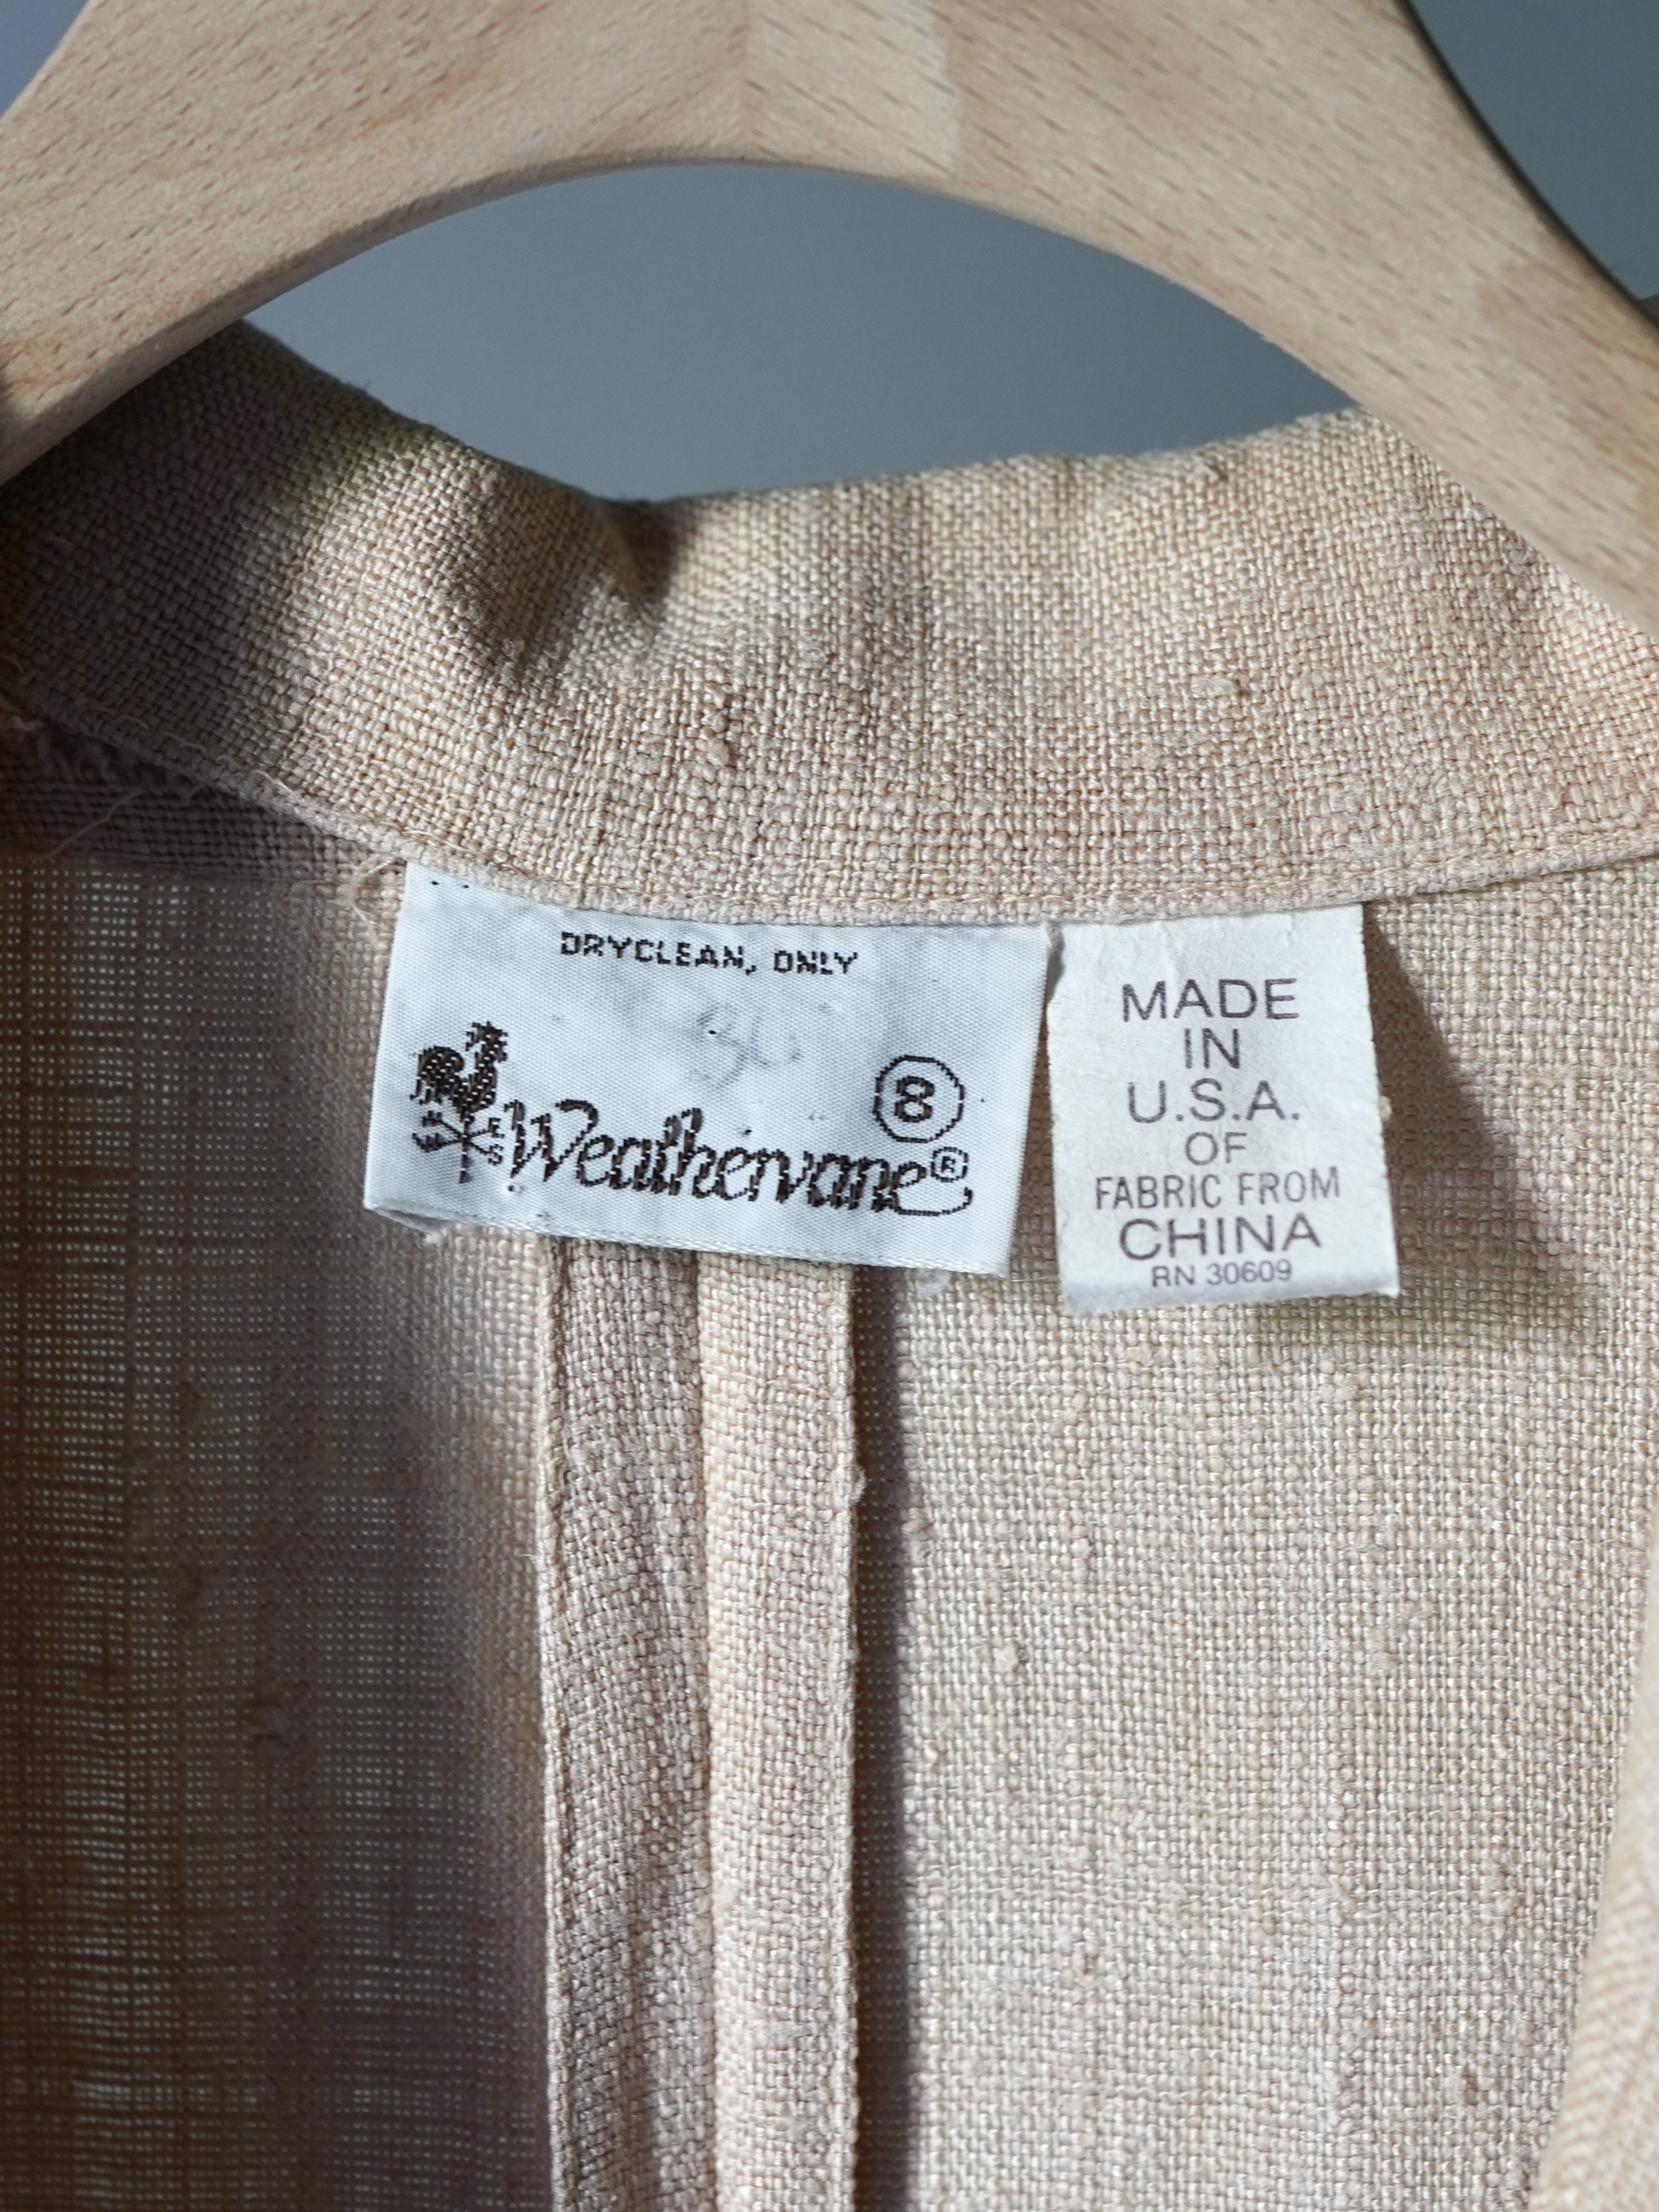 DRYCLEAN, ONLY
8
E
S
Weathervane®
MADE
IN
U.S.A.
OF
FABRIC FROM
CHINA
RN 30609